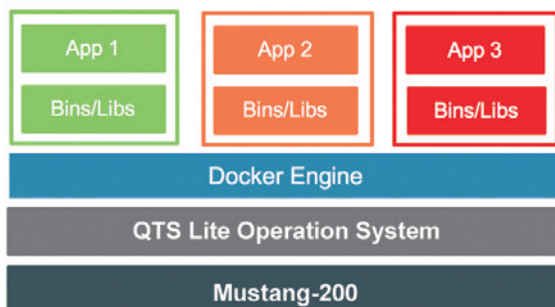 App 1 App 2 App 3
Bins/Libs Bins/Libs Bins/Libs
Docker Engine
QTS Lite Operation System
Mustang-200